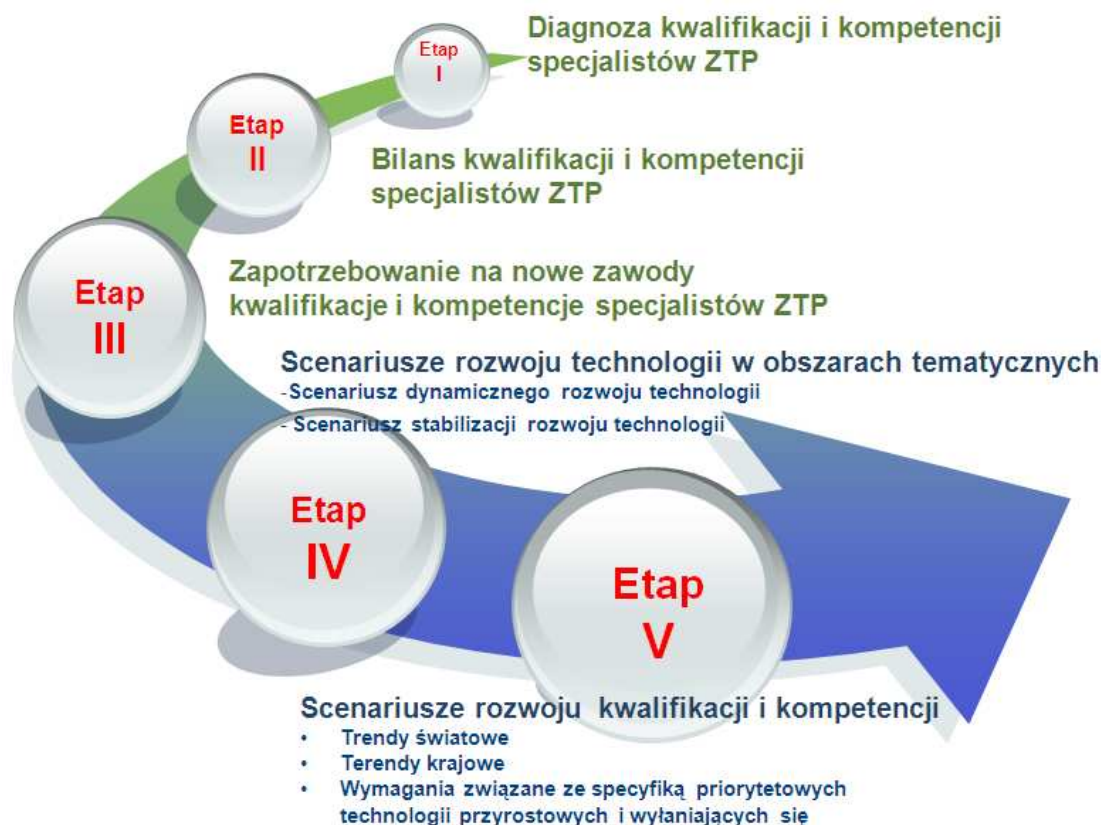 Etap
I
Diagnoza kwalifikacji i kompetencji
specjalistów ZTP
Etap
II
Bilans kwalifikacji i kompetencji
specjalistów ZTP
Etap
III
Zapotrzebowanie na nowe zawody
kwalifikacje i kompetencje specjalistów ZTP
Scenariusze rozwoju technologii w obszarach tematycznych
-Scenariusz dynamicznego rozwoju technologii
- Scenariusz stabilizacji rozwoju technologii
Etap
IV
Etap
V
Scenariusze rozwoju kwalifikacji i kompetencji
• Trendy światowe
• Terendy krajowe
• Wymagania związane ze specyfiką priorytetowych
technologii przyrostowych i wyłaniających się